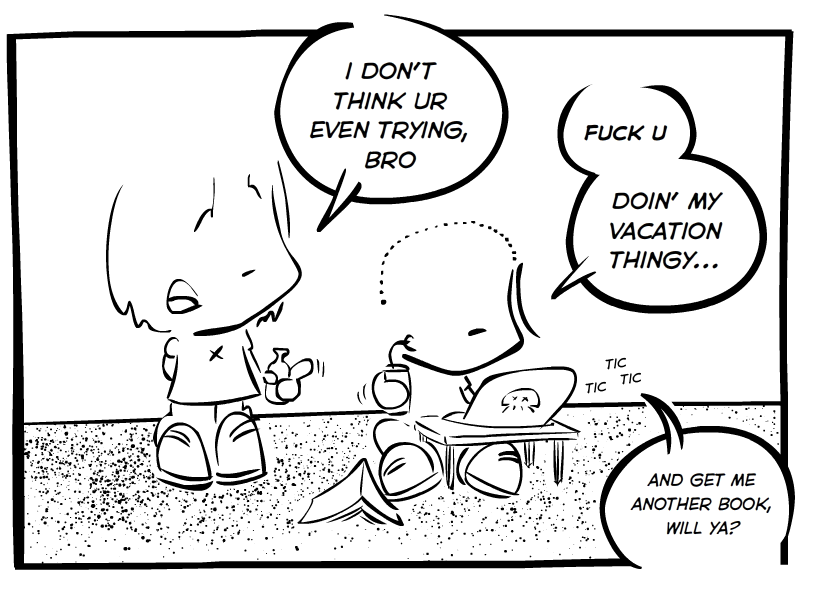 I DON'T
THINK UR
EVEN TRYING,
BRO
FUCK U
DOIN' MY
VACATION
THINGY...
TIC
TIC TIC
AND GET ME
ANOTHER BOOK,
WILL YA?